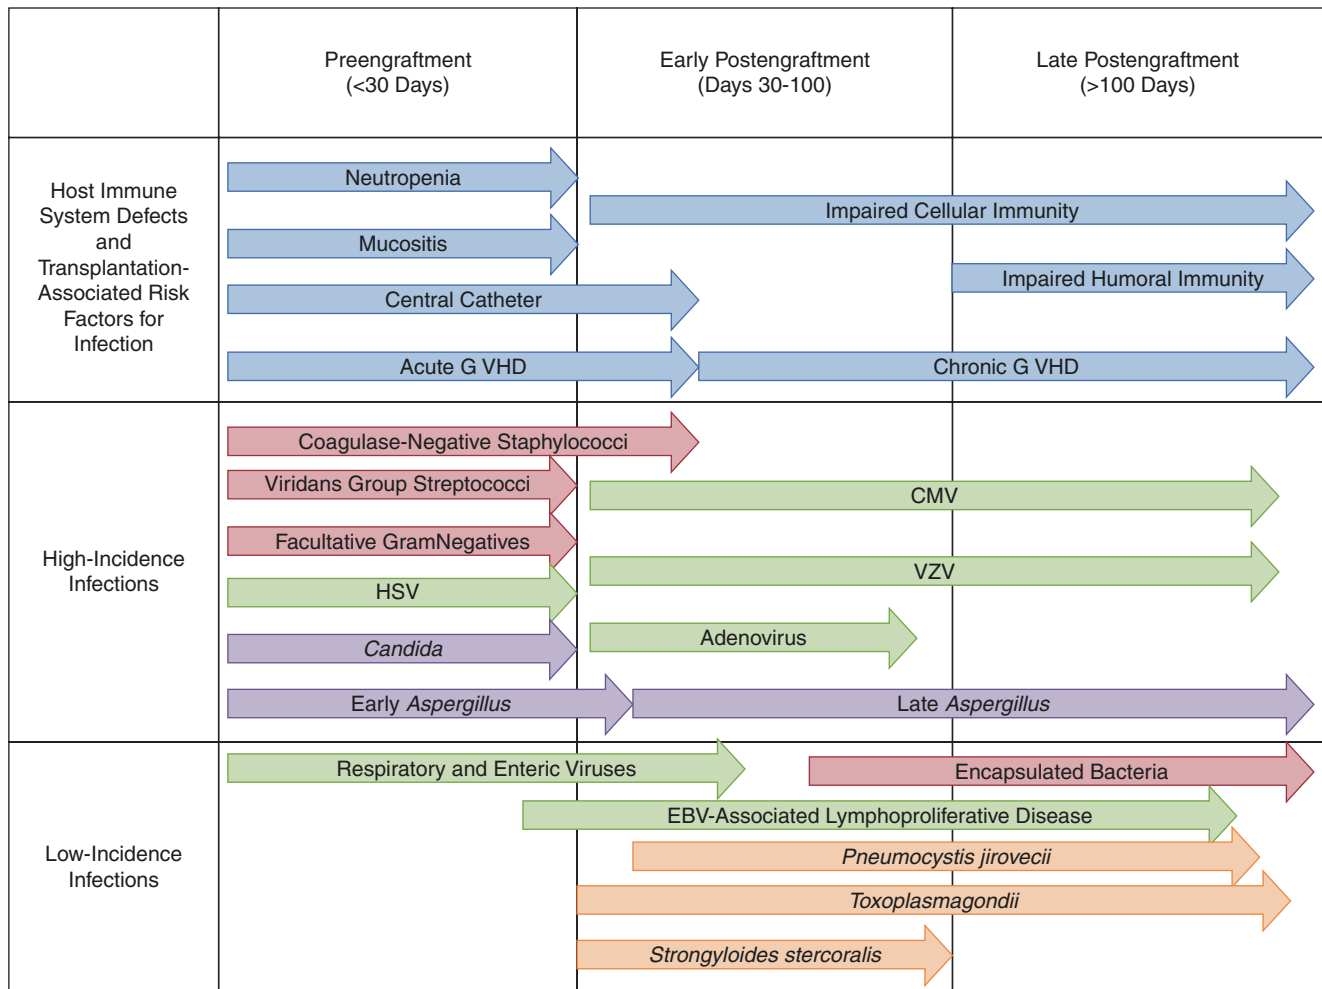 Preengraftment
(<30 Days)
Early Postengraftment
(Days 30-100)
Late Postengraftment
(>100 Days)
Host Immune
System Defects
and
Transplantation-
Associated Risk
Factors for
Infection
Neutropenia
Mucositis
Central Catheter
Acute G VHD
Impaired Cellular Immunity
Impaired Humoral Immunity
Chronic G VHD
High-Incidence
Infections
Coagulase-Negative Staphylococci
Viridans Group Streptococci
Facultative GramNegatives
HSV
Candida
Early Aspergillus
CMV
VZV
Adenovirus
Late Aspergillus
Low-Incidence
Infections
Respiratory and Enteric Viruses
Encapsulated Bacteria
EBV-Associated Lymphoproliferative Disease
Pneumocystis jirovecii
Toxoplasmagondii
Strongyloides stercoralis